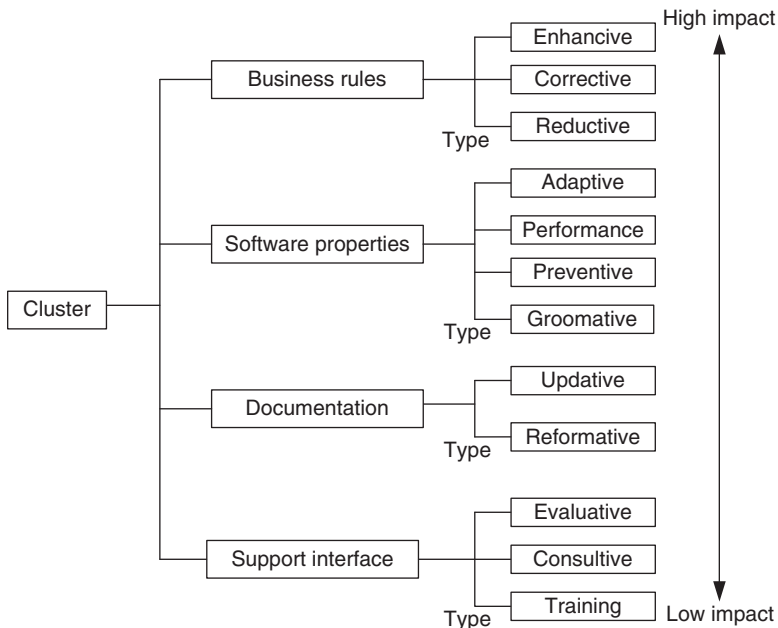 High impact
Enhancive
Business rules
Corrective
Type
Reductive
Adaptive
Performance
Software properties
Preventive
Type
Groomative
Cluster
Updative
Documentation
Type
Reformative
Evaluative
Support interface
Consultive
Type
Training
Low impact